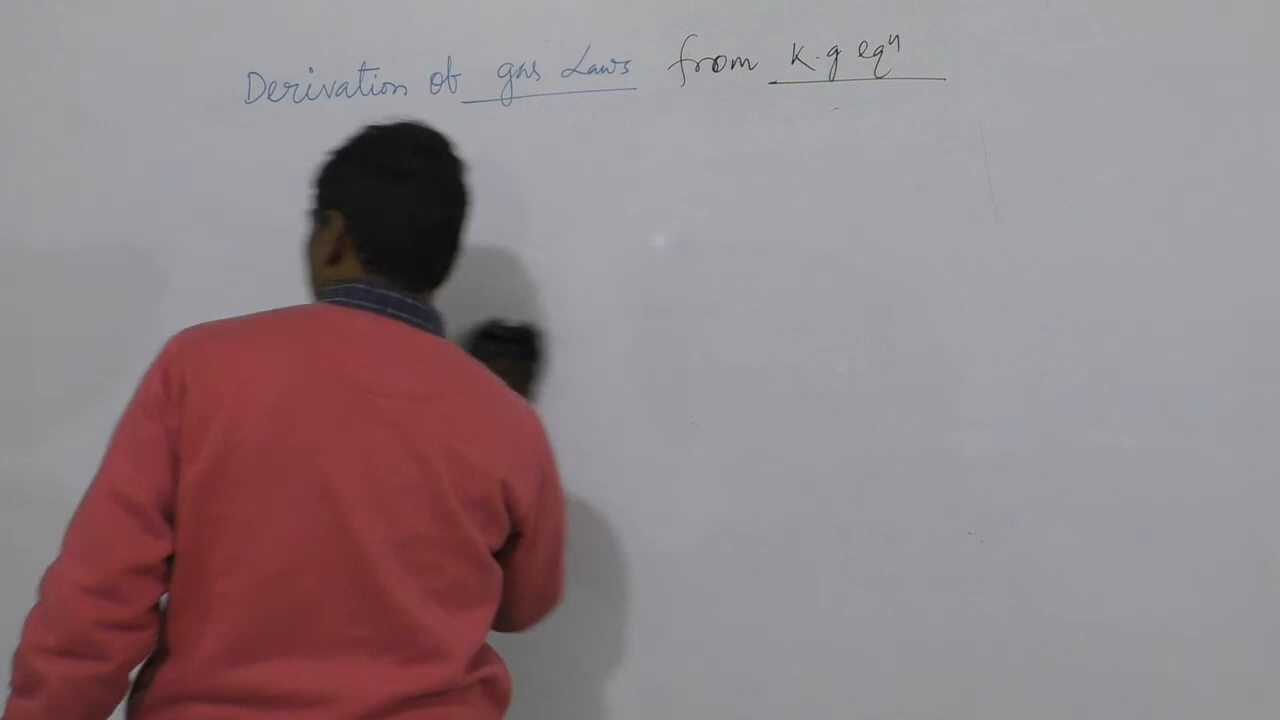 Derivation of gas Laws from K.g eqⁿ